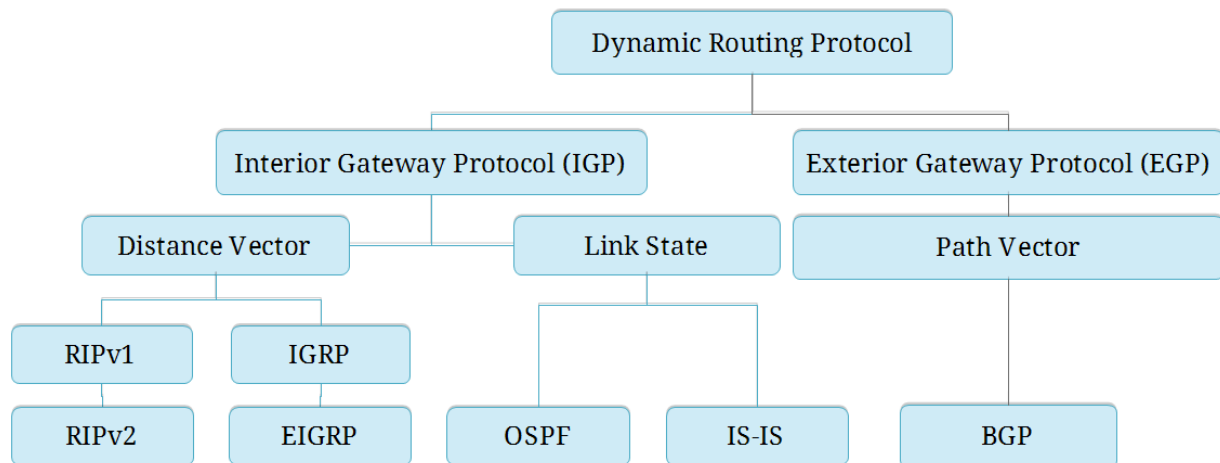 Dynamic Routing Protocol
Interior Gateway Protocol (IGP)
Exterior Gateway Protocol (EGP)
Distance Vector
Link State
Path Vector
RIPv1
IGRP
RIPv2
EIGRP
OSPF
IS-IS
BGP